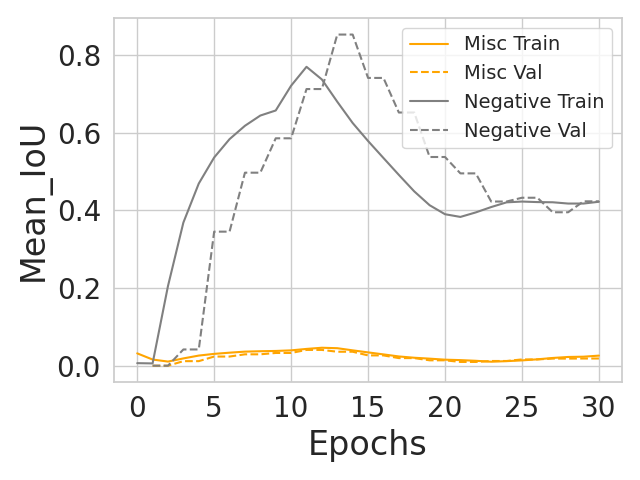 Mean_IoU
0.8
0.6
0.4
0.2
0.0
Misc Train
Misc Val
Negative Train
Negative Val
0 5 10 15 20 25 30
Epochs